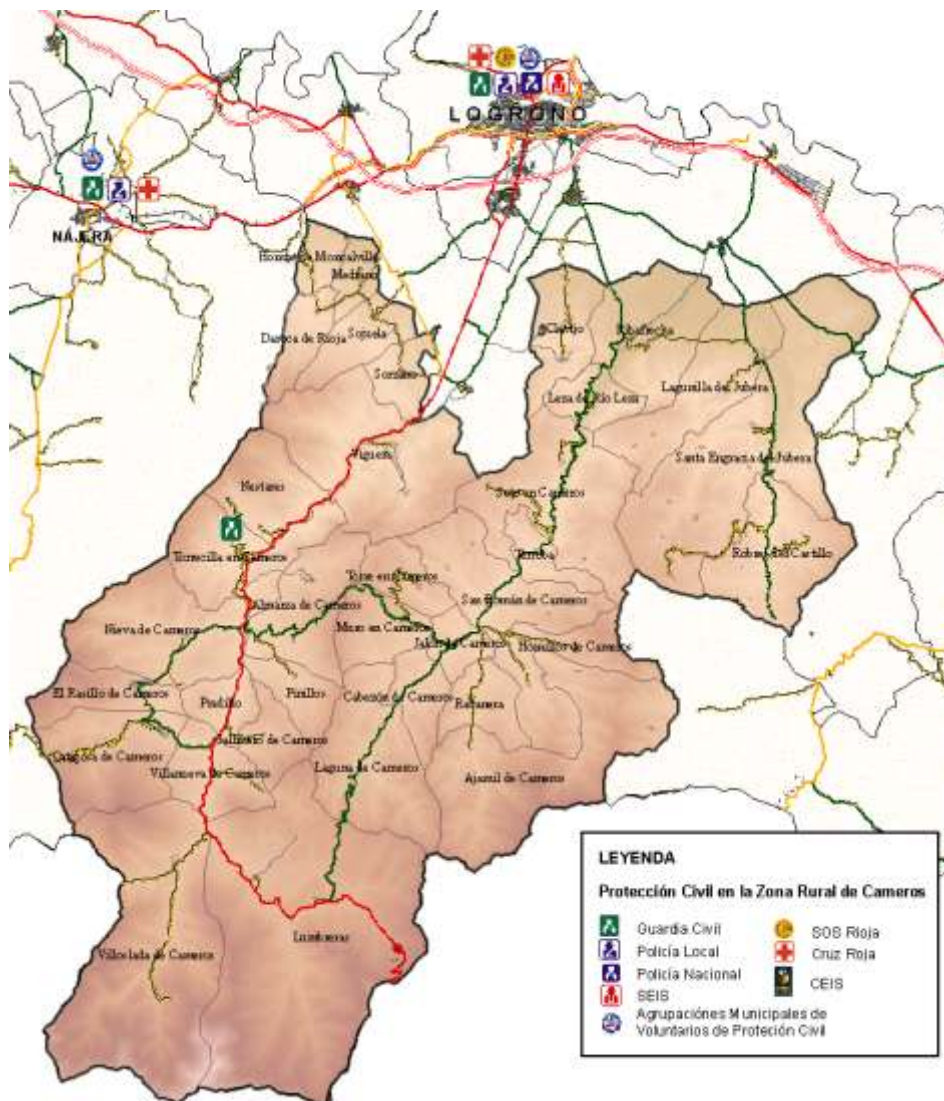 LOGROÑO
NÁJERA
Medrano
Sojuela
Daroca de Rioja
Sorzano
Clavijo
Ribafrecha
Leza de Río Leza
Lagunilla del Jubera
Santa Engracia del Jubera
Viguera
Nestares
Soto en Cameros
Terroba
Robres del Castillo
Torrecilla en Cameros
Torre en Cameros
Almarza de Cameros
San Román de Cameros
Nieva de Cameros
Muro en Cameros
Jalón de Cameros
Hornillos de Cameros
El Rasillo de Cameros
Pradillo
Pinillos
Cabezón de Cameros
Rabanera
Ortigosa de Cameros
Villanueva de Cameros
Laguna de Cameros
Ajamil de Cameros
Lumbreras
Villoslada de Cameros
LEYENDA
Protección Civil en la Zona Rural de Cameros
Guardia Civil
Policía Local
Policía Nacional
SEIS
Agrupaciónes Municipales de
Voluntarios de Proteción Civil
SOS Rioja
Cruz Roja
CEIS